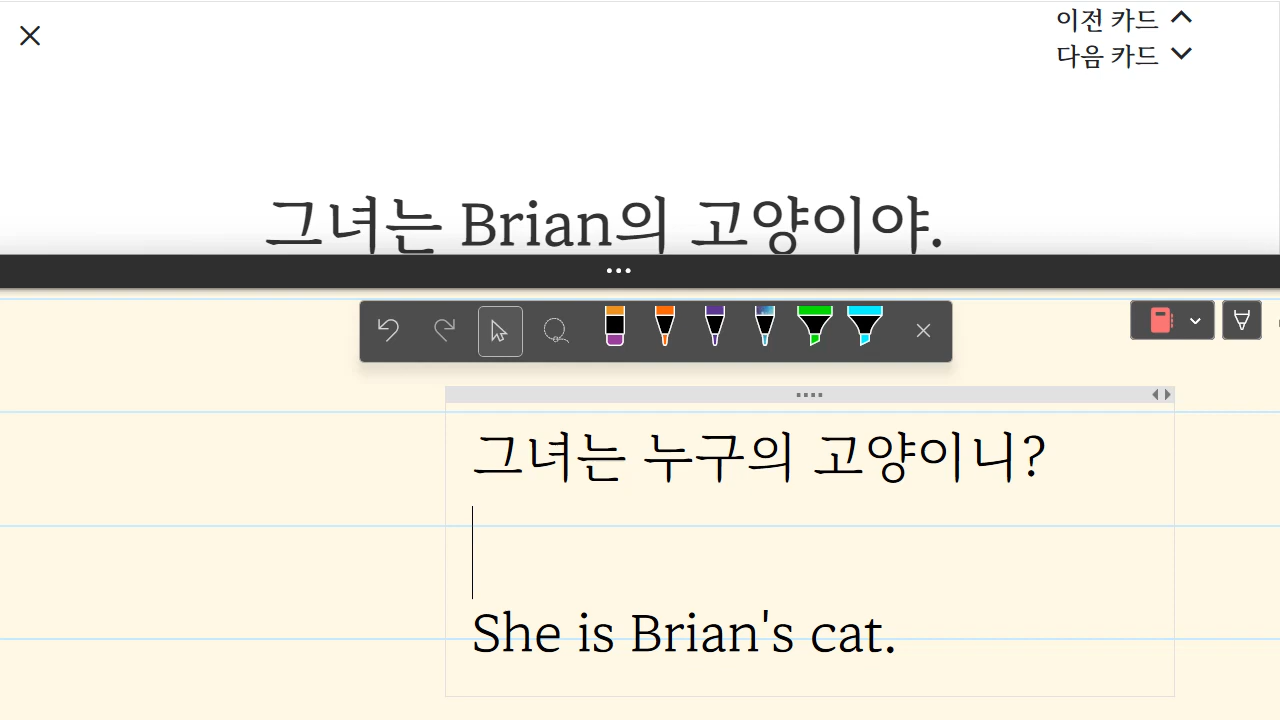 이전 카드
다음 카드
그녀는 Brian의 고양이야.
그녀는 누구의 고양이니?
She is Brian's cat.